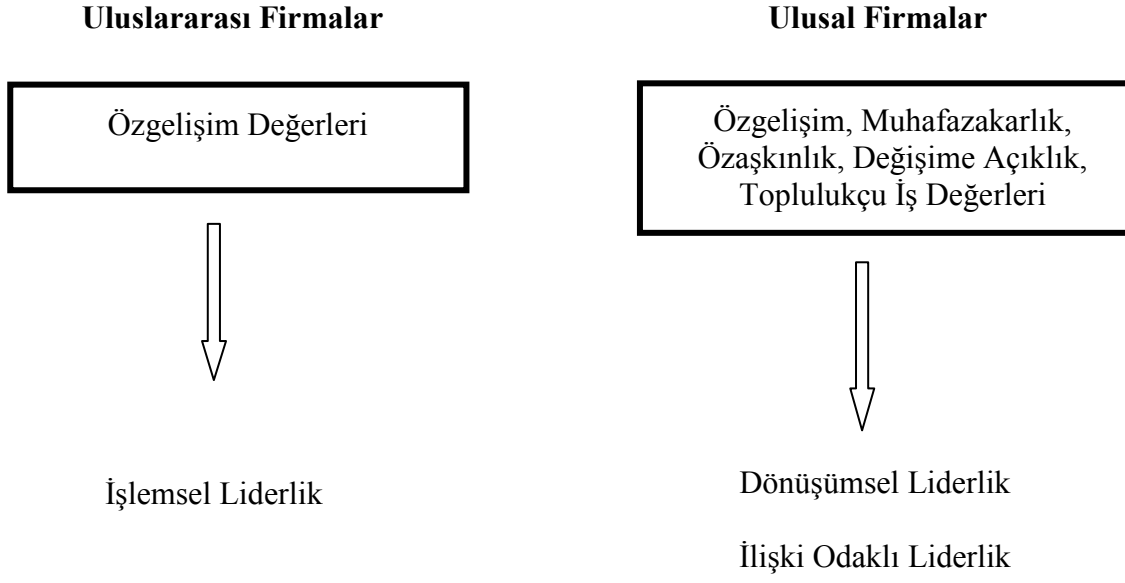 Uluslararası Firmalar
Özgelişim Değerleri
İşlemsel Liderlik
Ulusal Firmalar
Özgelişim, Muhafazakarlık,
Özaşkınlık, Değişime Açıklık,
Toplulukçu İş Değerleri
Dönüşümsel Liderlik
İlişki Odaklı Liderlik